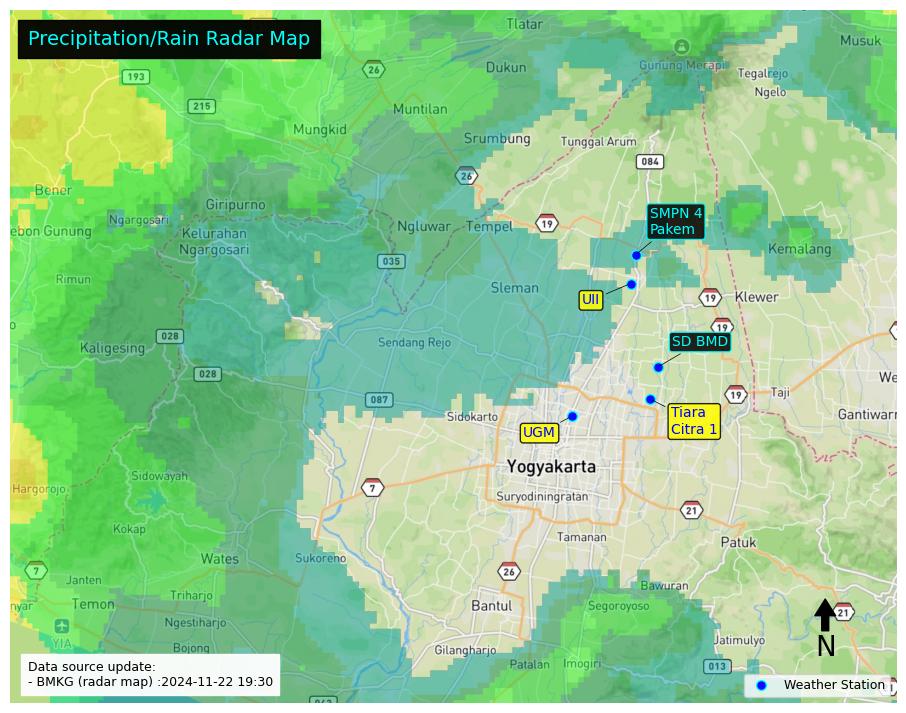 Precipitation/Rain Radar Map
Tlatar
Musuk
Gunung Merapi
Tegalrejo
Dukun
26
193
Ngelo
215
Muntilan
Mungkid
Srumbung
Tunggal Arum
084
26
Bener
Giripurno
SMPN 4
Pakem
Ngargosari
Ngluwar
Tempel
19
ebon Gunung
Kelurahan
Ngargosari
Kemalang
035
Rimun
Sleman
UII
19
Klewer
19
028
Sendang Rejo
SD BMD
Kaligesing
028
We
Taji
19
087
Sidokarto
Tiara
Citra 1
Gantiwarn
UGM
Yogyakarta
Sidowayah
Hargorojo
7
Suryodiningratan
21
Kokap
Tamanan
Patuk
Wates
Sukoreno
7
26
Janten
Bawuran
Triharjo
nyar
Temon
Bantul
Segoroyoso
21
Ngestiharjo
YIA
Jatimulyo
N
Bojong
Gilangharjo
Patalan
Imogiri
013
Data source update:
- BMKG (radar map) :2024-11-22 19:30
Weather Station